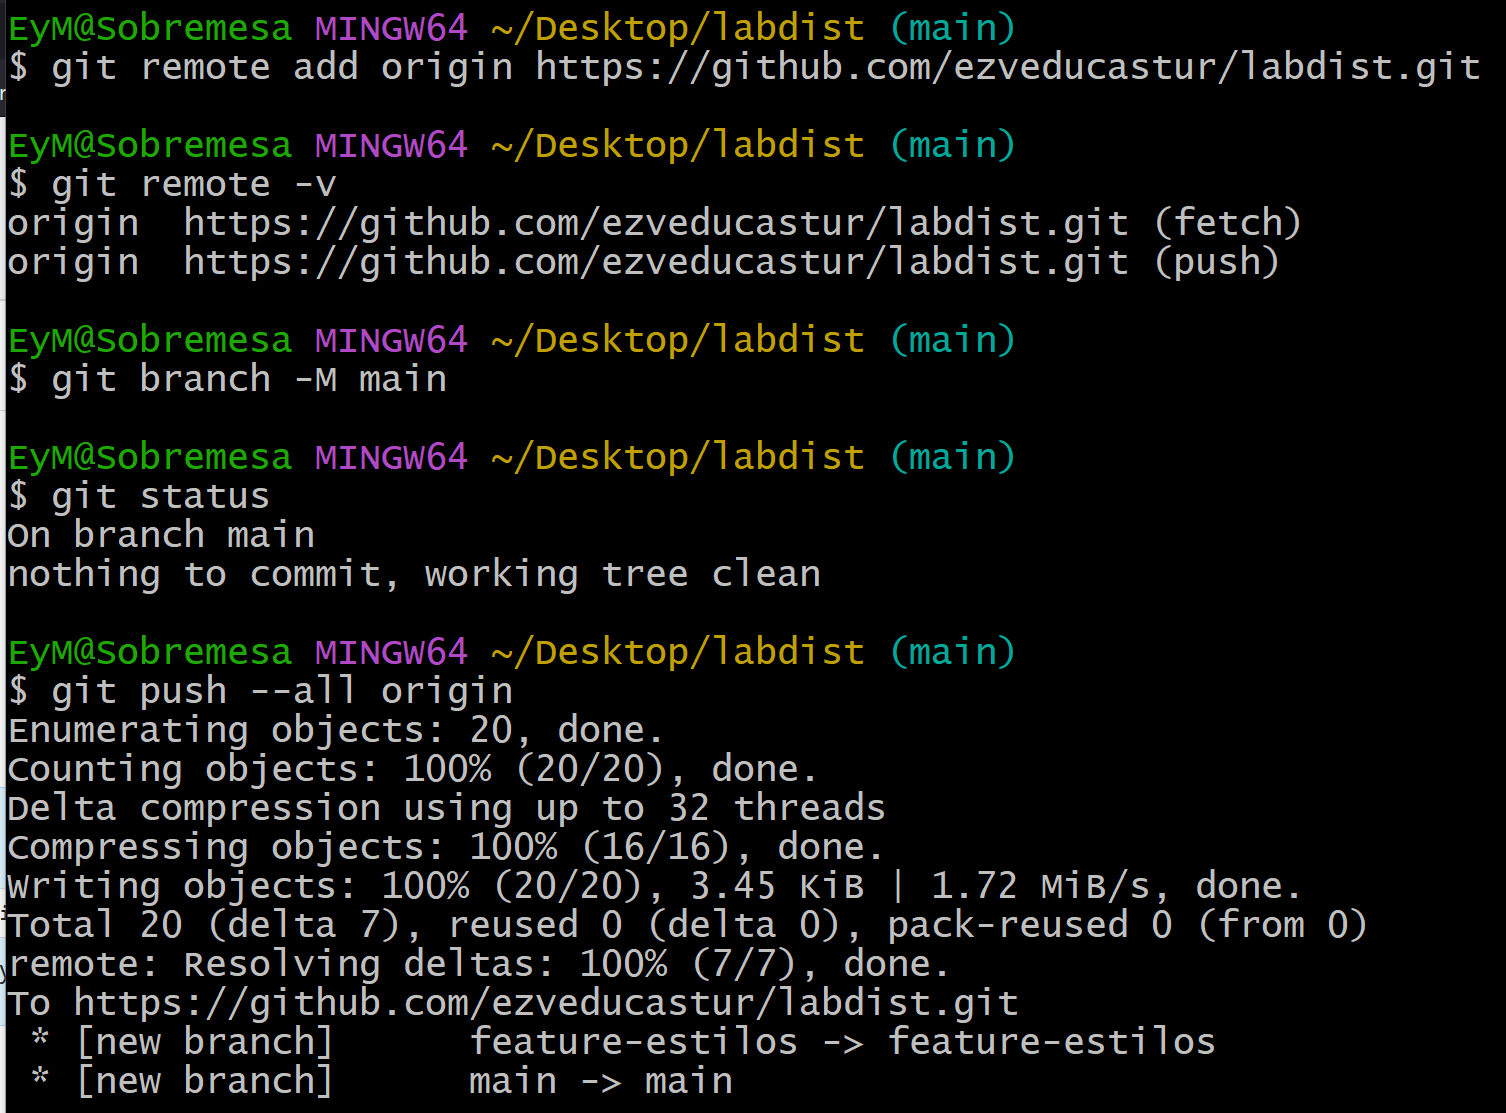 EyM@Sobremesa MINGW64 ~/Desktop/labdist (main)
$ git remote add origin https://github.com/ezveducastur/labdist.git
EyM@Sobremesa MINGW64 ~/Desktop/labdist (main)
$ git remote -v
origin  https://github.com/ezveducastur/labdist.git (fetch)
origin  https://github.com/ezveducastur/labdist.git (push)
EyM@Sobremesa MINGW64 ~/Desktop/labdist (main)
$ git branch -M main
EyM@Sobremesa MINGW64 ~/Desktop/labdist (main)
$ git status
On branch main
nothing to commit, working tree clean
EyM@Sobremesa MINGW64 ~/Desktop/labdist (main)
$ git push --all origin
Enumerating objects: 20, done.
Counting objects: 100% (20/20), done.
Delta compression using up to 32 threads
Compressing objects: 100% (16/16), done.
Writing objects: 100% (20/20), 3.45 KiB | 1.72 MiB/s, done.
Total 20 (delta 7), reused 0 (delta 0), pack-reused 0 (from 0)
remote: Resolving deltas: 100% (7/7), done.
To https://github.com/ezveducastur/labdist.git
 * [new branch]      feature-estilos -> feature-estilos
 * [new branch]      main -> main